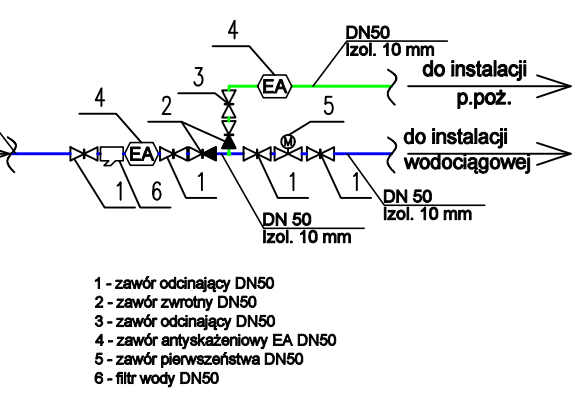 4
DN50
Izol. 10 mm
3
EA
do instalacji
p.poż.
4
2
5
M
do instalacji
wodociągowej
EA
1
6
1
1
1
DN 50
Izol. 10 mm
DN 50
Izol. 10 mm
1 - zawór odcinający DN50
2 - zawór zwrotny DN50
3 - zawór odcinający DN50
4 - zawór antyskażeniowy EA DN50
5 - zawór pierwszeństwa DN50
6 - filtr wody DN50